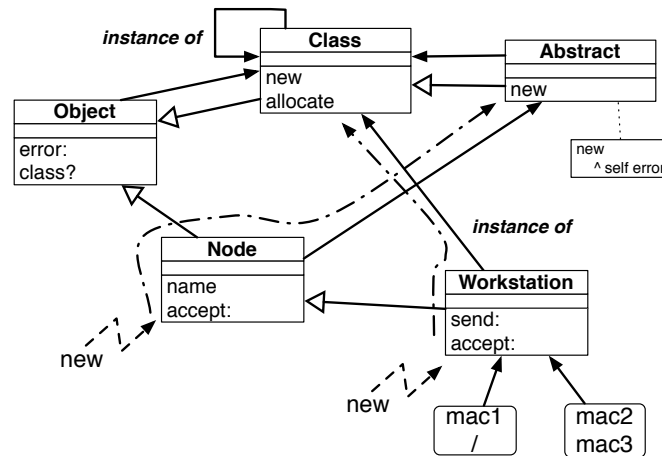 instance of
Class
new
allocate
Abstract
new
new
^ self error
Object
error:
class?
instance of
Node
name
accept:
Workstation
send:
accept:
new
new
mac1
/
mac2
mac3